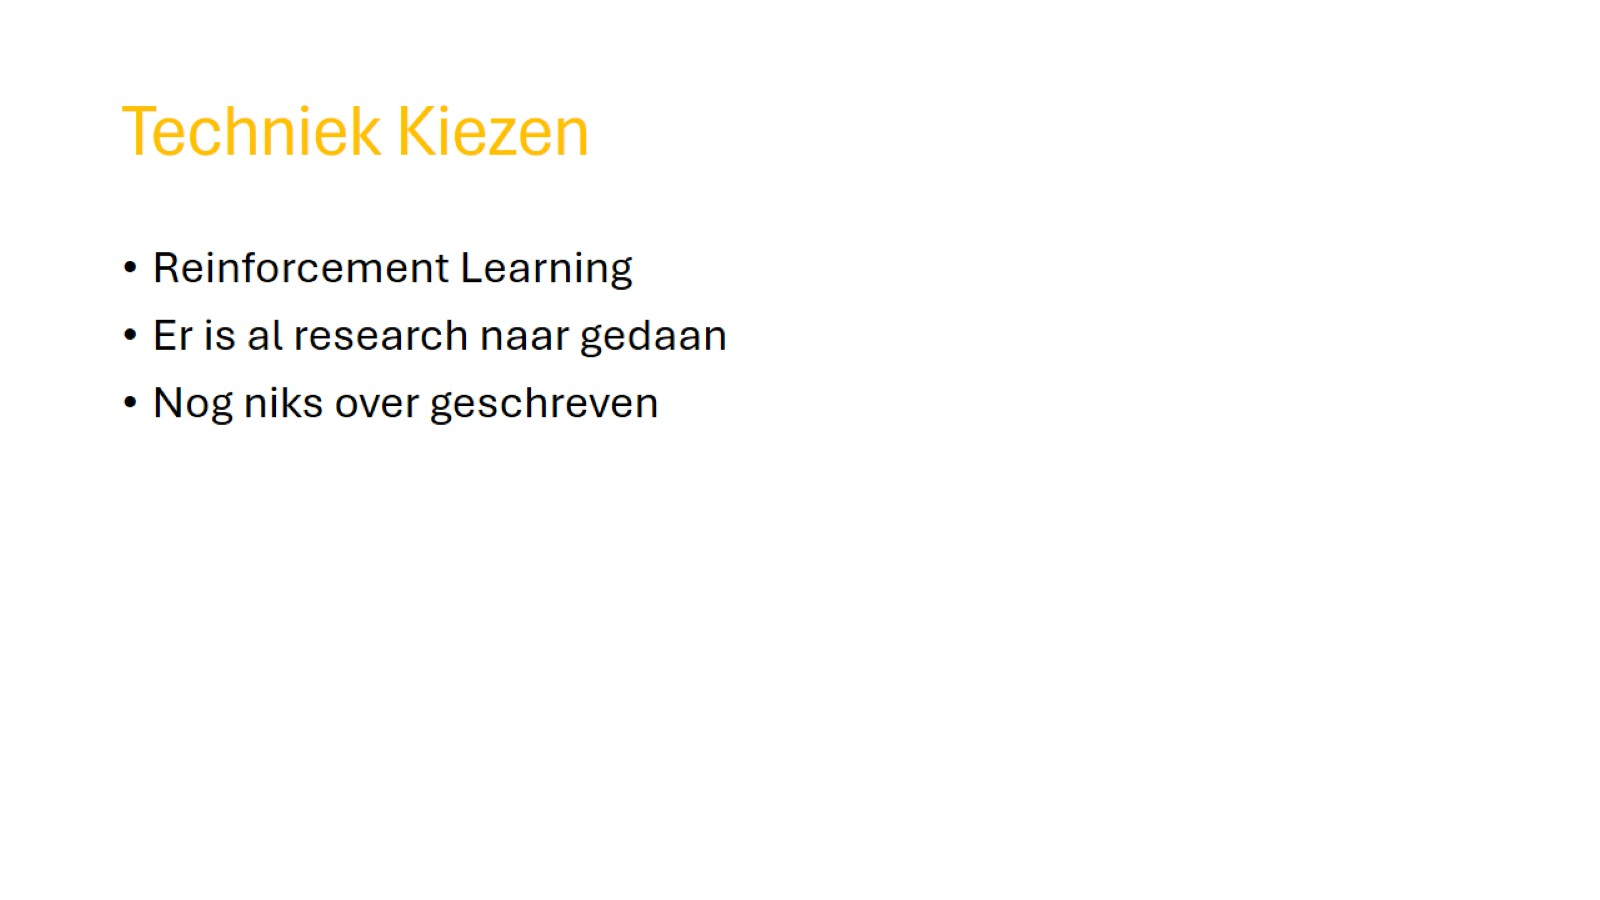 Techniek Kiezen
• Reinforcement Learning
• Er is al research naar gedaan
• Nog niks over geschreven